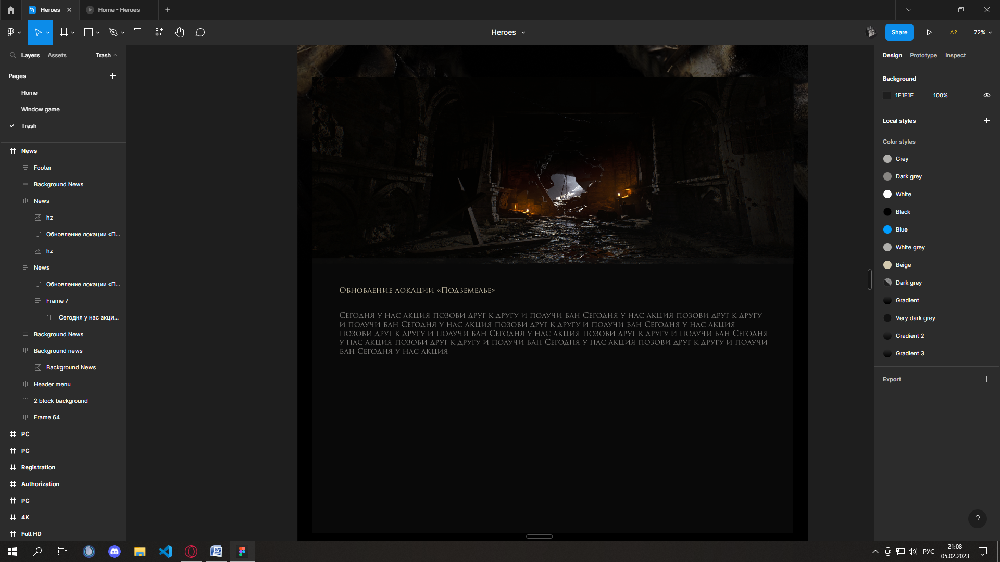 Heroes
Home - Heroes
Heroes
Share
A?
72%
Layers
Assets
Trash
Pages
Home
Window game
Trash
News
Footer
Background News
News
hz
Обновление локации «П...
hz
News
Обновление локации «П...
Frame 7
Сегодня у нас акци...
Background News
Background news
Background News
Header menu
2 block background
Frame 64
PC
PC
Registration
Authorization
PC
4K
Full HD
Обновление локации «Подземелье»
Сегодня у нас акция позови друг к другу и получи бан Сегодня у нас акция позови друг к другу
и получи бан Сегодня у нас акция позови друг к другу и получи бан Сегодня у нас акция
позови друг к другу и получи бан Сегодня у нас акция позови друг к другу и получи бан Сегодня
у нас акция позови друг к другу и получи бан Сегодня у нас акция позови друг к другу и получи
бан Сегодня у нас акция
Design
Prototype
Inspect
Background
1E1E1E
100%
Local styles
Color styles
Grey
Dark grey
White
Black
Blue
White grey
Beige
Dark grey
Gradient
Very dark grey
Gradient 2
Gradient 3
Export
?
РУС
21:08
05.02.2023